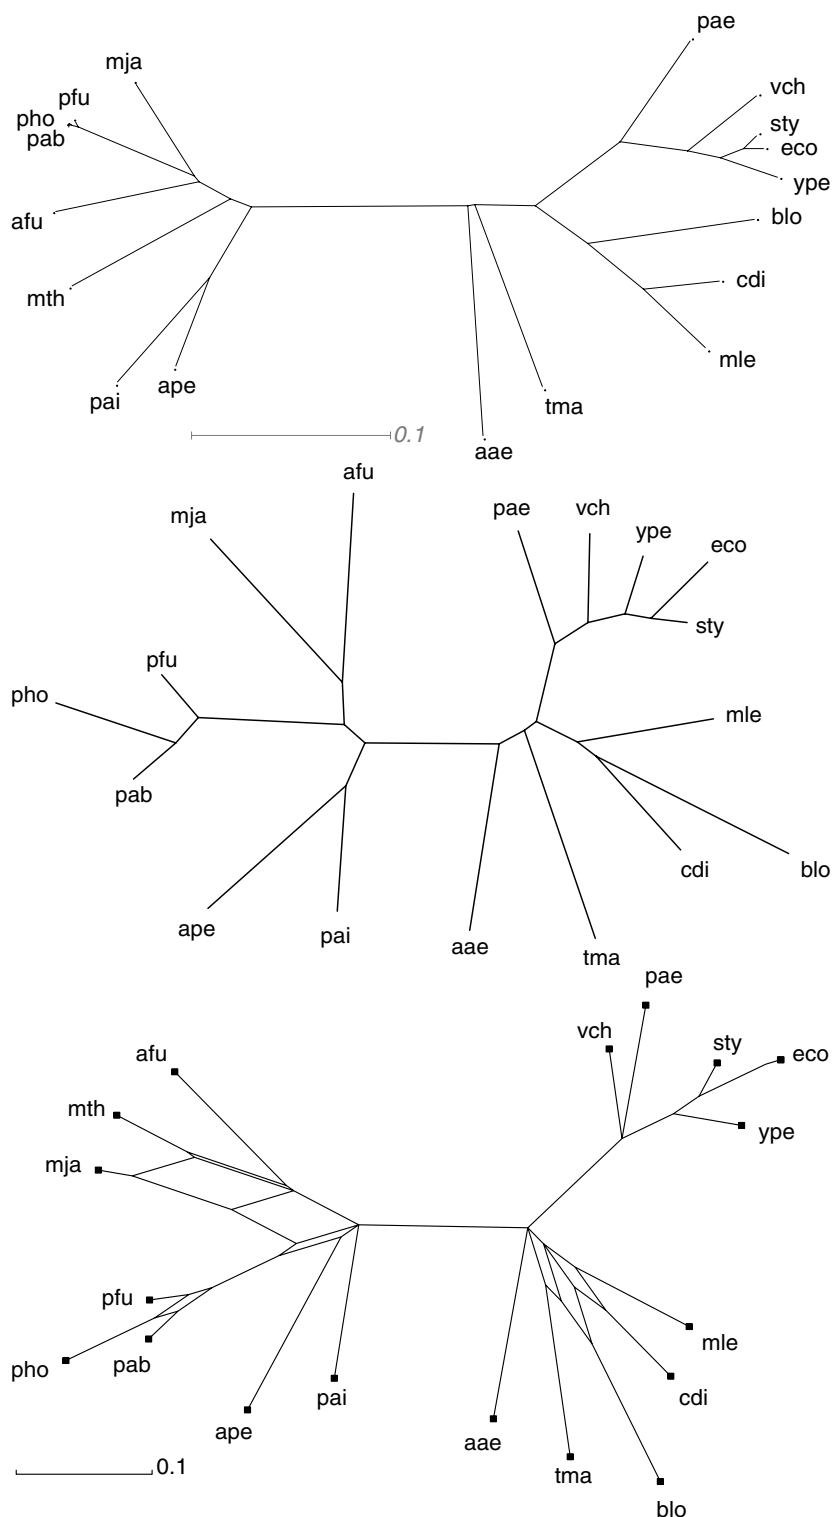 pae
mja
vch
pfu
pho
sty
pab
eco
ype
afu
blo
mth
cdi
mle
ape
pai
tma
0.1
aae
afu
mja
pae
vch
ype
eco
sty
pfu
pho
mle
pab
cdi
blo
ape
pai
aae
tma
pae
vch
sty
afu
eco
mth
ype
mja
pfu
mle
pab
pho
cdi
pai
ape
aae
0.1
tma
blo